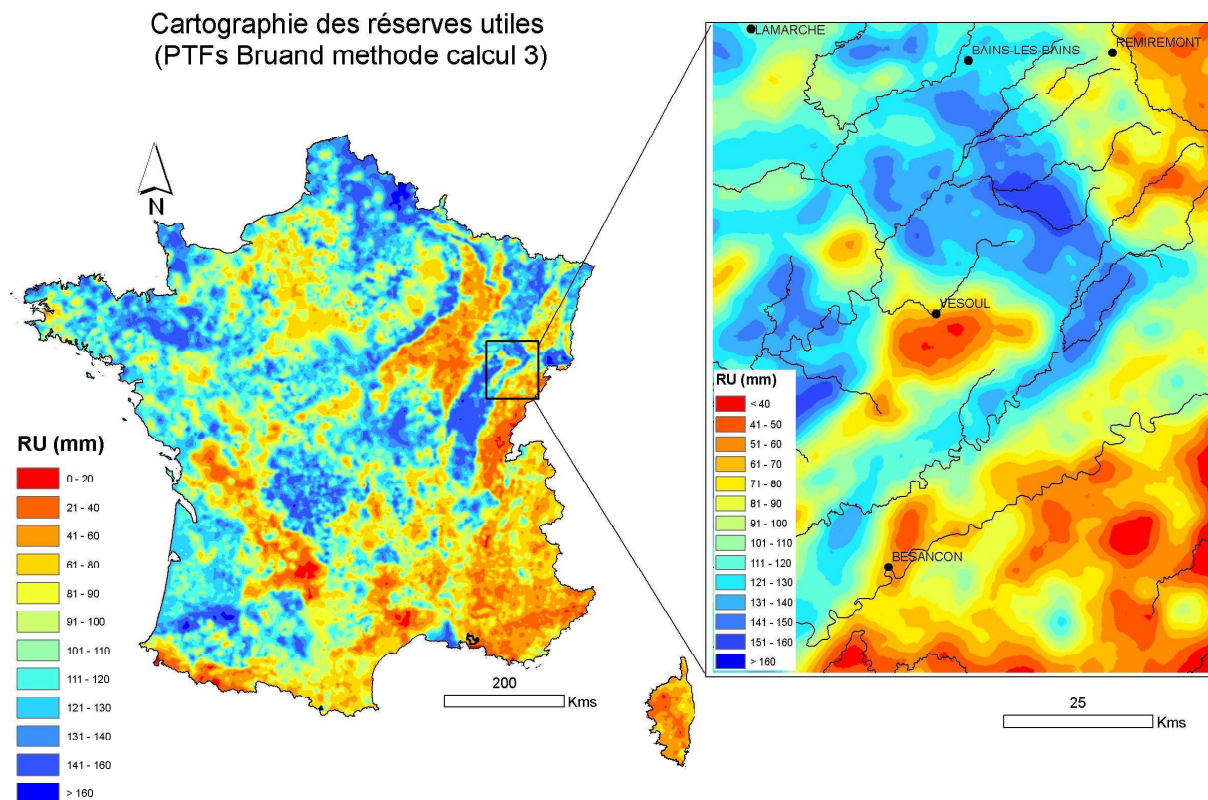 Cartographie des réserves utiles
(PTFs Bruand methode calcul 3)
N
RU (mm)
0 - 20
21 - 40
41 - 60
61 - 80
81 - 90
91 - 100
101 - 110
111 - 120
121 - 130
131 - 140
141 - 160
> 160
200
Kms
LAMARCHE
BAINS-LES-BAINS
REMIREMONT
VESOUL
BESANCON
RU (mm)
< 40
41 - 50
51 - 60
61 - 70
71 - 80
81 - 90
91 - 100
101 - 110
111 - 120
121 - 130
131 - 140
141 - 150
151 - 160
> 160
25
Kms